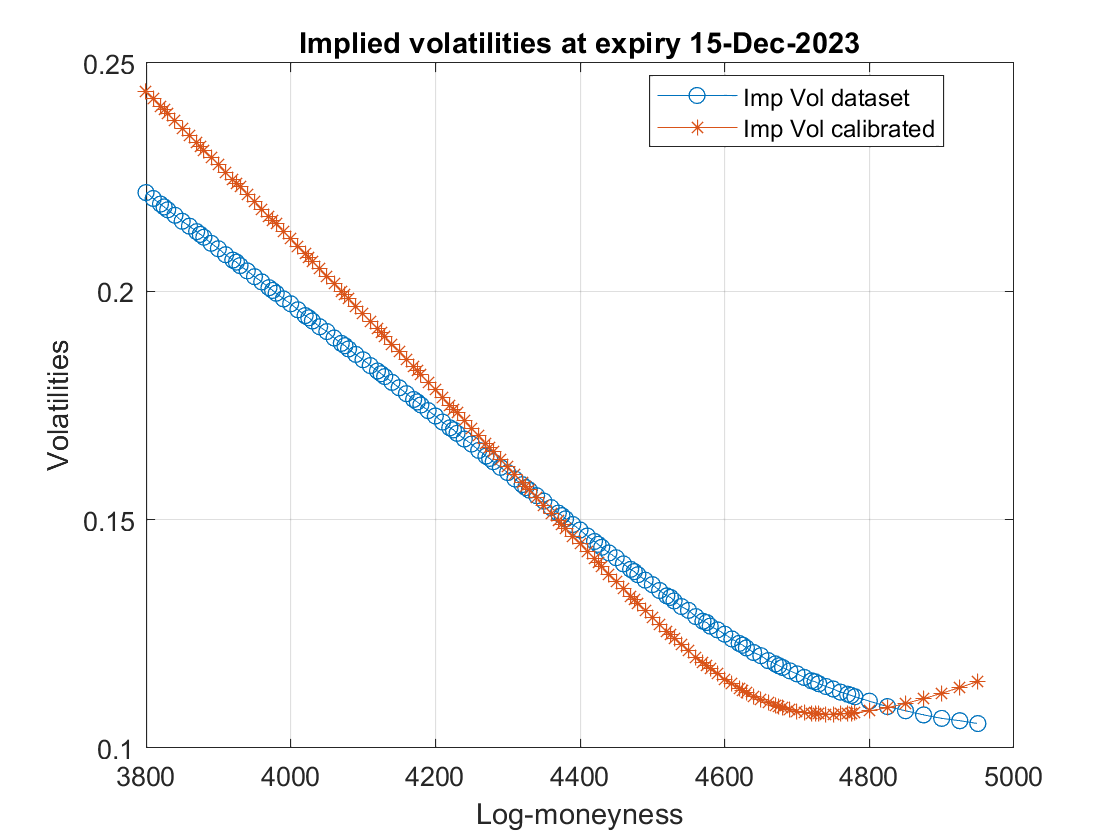 Implied volatilities at expiry 15-Dec-2023
0.25
Imp Vol dataset
Imp Vol calibrated
0.2
Volatilities
0.15
0.1
3800 4000 4200 4400 4600 4800 5000
Log-moneyness